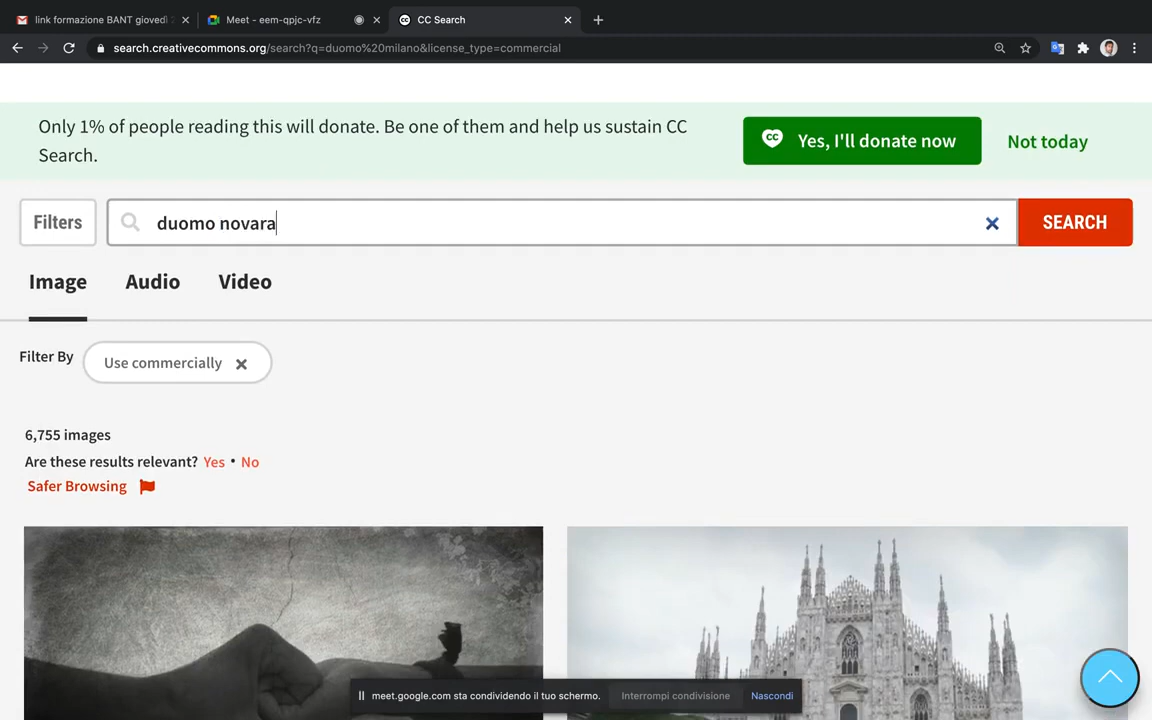 link formazione BANT giovedì 2
Meet - eem-qpjc-vfz
CC Search
search.creativecommons.org/search?q=duomo%20milano&license_type=commercial
Only 1% of people reading this will donate. Be one of them and help us sustain CC
Search.
Yes, I'll donate now
Not today
Filters
duomo novara
SEARCH
Image Audio Video
Filter By
Use commercially
6,755 images
Are these results relevant? Yes • No
Safer Browsing
meet.google.com sta condividendo il tuo schermo.
Interrompi condivisione
Nascondi